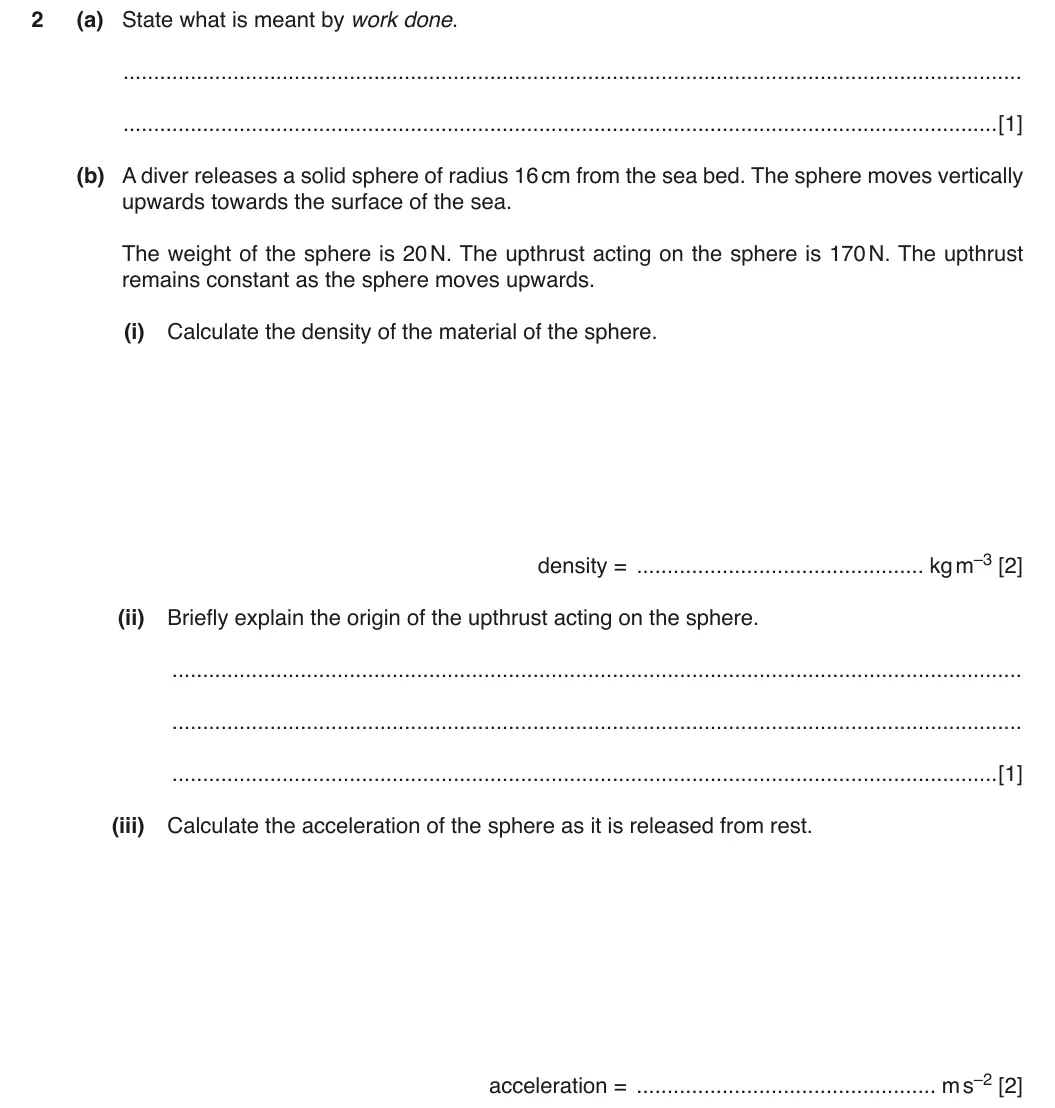 2 (a) State what is meant by work done.
..........................................................................................................................................................
......................................................................................................................................................[1]
(b) A diver releases a solid sphere of radius 16 cm from the sea bed. The sphere moves vertically
upwards towards the surface of the sea.
The weight of the sphere is 20 N. The upthrust acting on the sphere is 170 N. The upthrust
remains constant as the sphere moves upwards.
(i) Calculate the density of the material of the sphere.
density = ............................................... kg m⁻³ [2]
(ii) Briefly explain the origin of the upthrust acting on the sphere.
..................................................................................................................................................
..................................................................................................................................................
..............................................................................................................................................[1]
(iii) Calculate the acceleration of the sphere as it is released from rest.
acceleration = ................................................. m s⁻² [2]